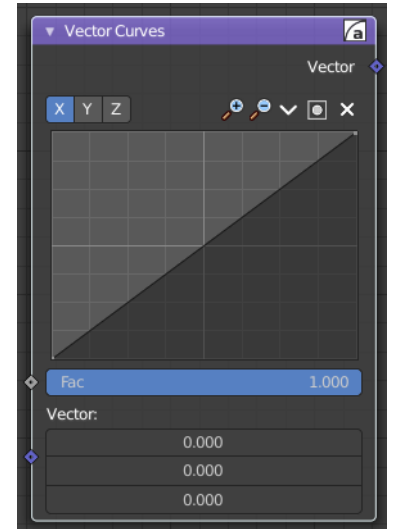 Vector Curves
Vector
X Y Z
Fac 1.000
Vector:
0.000
0.000
0.000